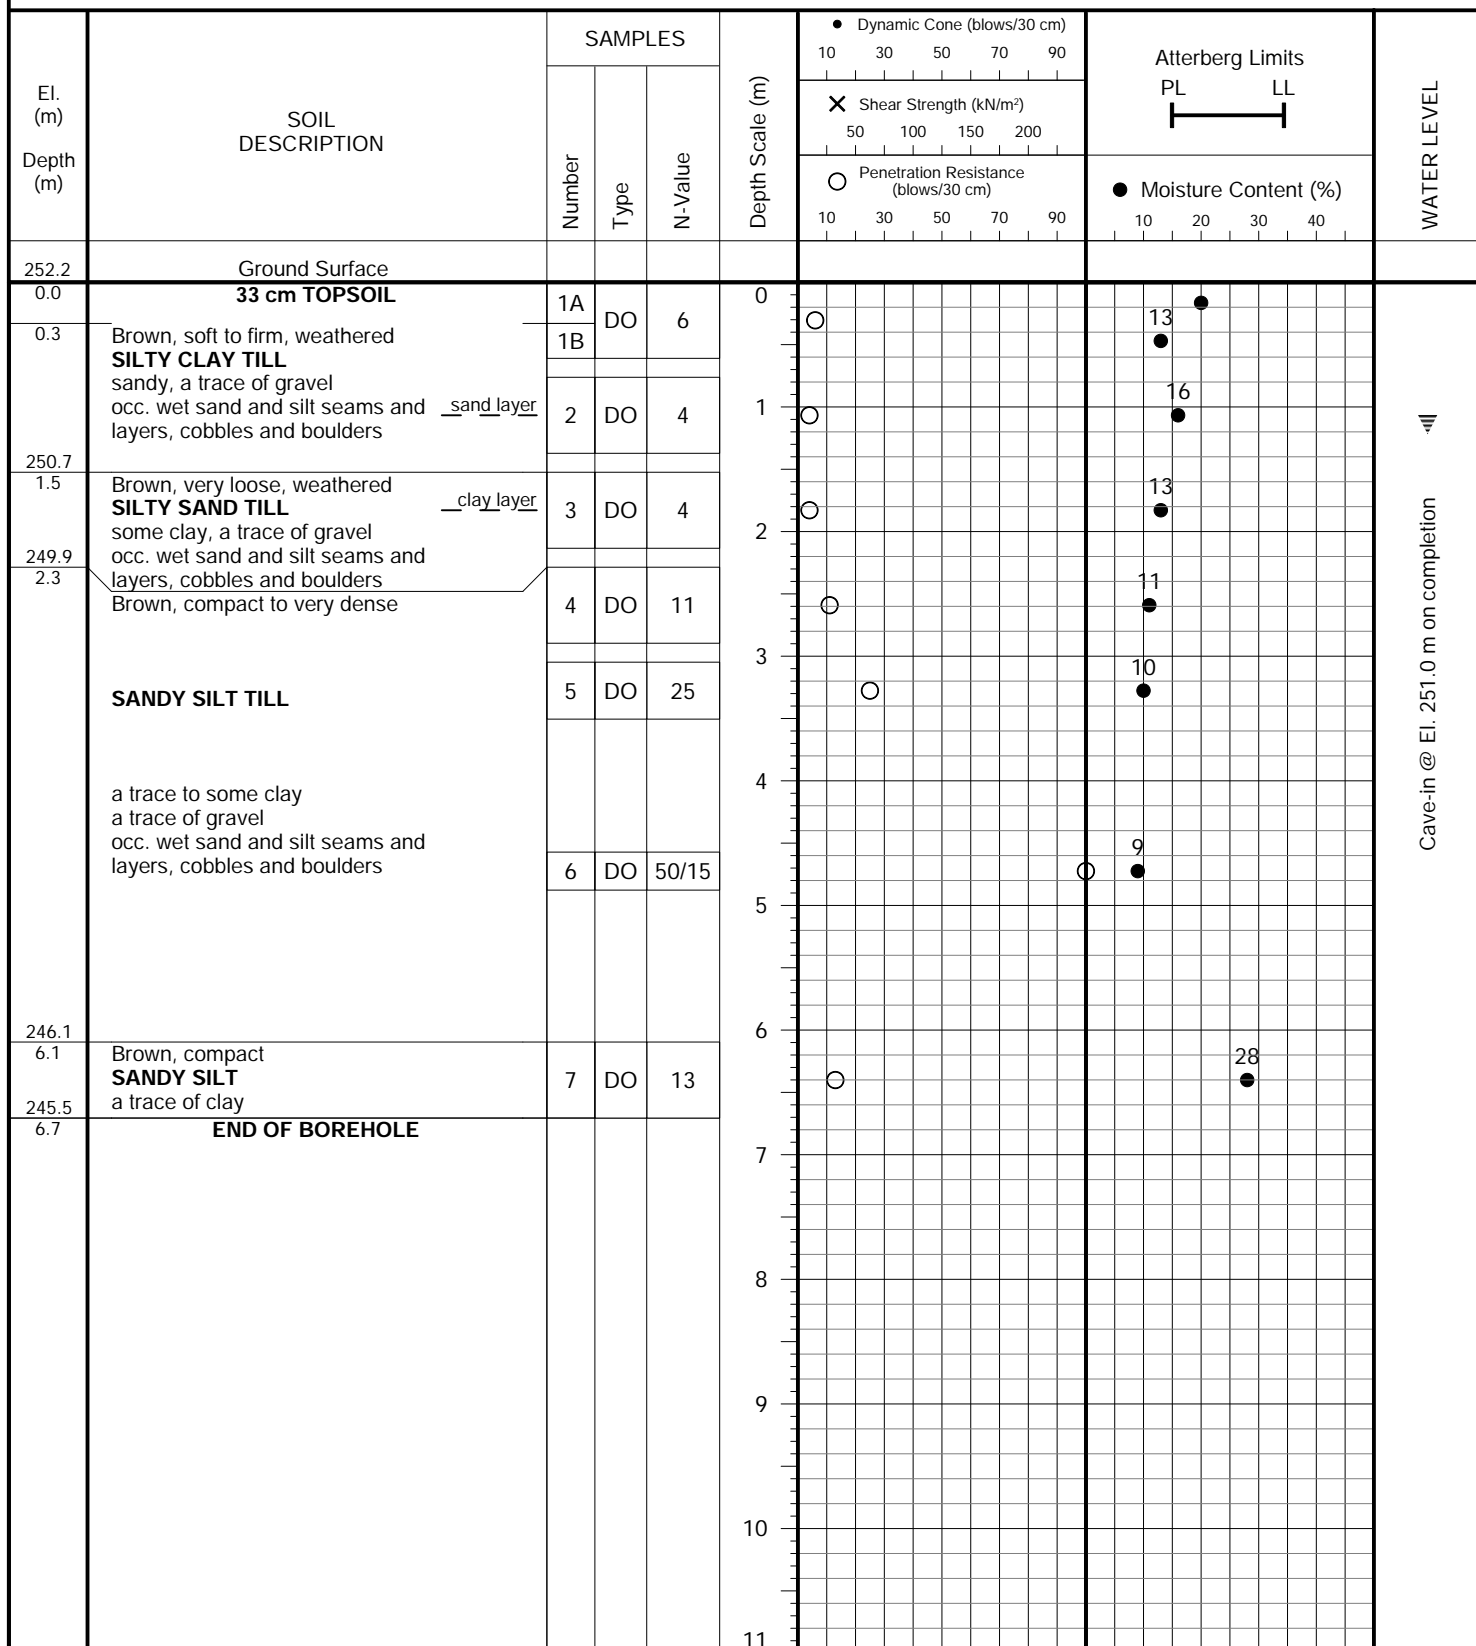 El.
(m)
Depth
(m)
SOIL
DESCRIPTION
SAMPLES
Number
Type
N-Value
Depth Scale (m)
Dynamic Cone (blows/30 cm)
10 30 50 70 90
Shear Strength (kN/m²)
50 100 150 200
Penetration Resistance
(blows/30 cm)
10 30 50 70 90
Atterberg Limits
PL LL
Moisture Content (%)
10 20 30 40
WATER LEVEL
252.2 Ground Surface
0.0 33 cm TOPSOIL 1A DO 6 0
0.3 Brown, soft to firm, weathered 1B 13
SILTY CLAY TILL
sandy, a trace of gravel
occ. wet sand and silt seams and sand layer 2 DO 4 1 16
layers, cobbles and boulders
250.7
1.5 Brown, very loose, weathered 13
SILTY SAND TILL clay layer 3 DO 4
some clay, a trace of gravel 2
249.9 occ. wet sand and silt seams and
2.3 layers, cobbles and boulders 11
Brown, compact to very dense 4 DO 11
3 10
SANDY SILT TILL 5 DO 25
4
a trace to some clay
a trace of gravel
occ. wet sand and silt seams and 9
layers, cobbles and boulders 6 DO 50/15
5
246.1 6
6.1 Brown, compact 28
SANDY SILT 7 DO 13
245.5 a trace of clay
6.7 END OF BOREHOLE
7
8
9
10
11
Cave-in @ El. 251.0 m on completion